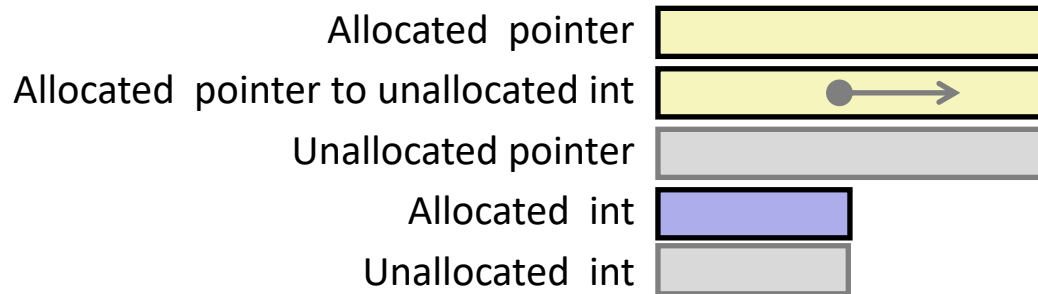 Allocated pointer
Allocated pointer to unallocated int
Unallocated pointer
Allocated int
Unallocated int